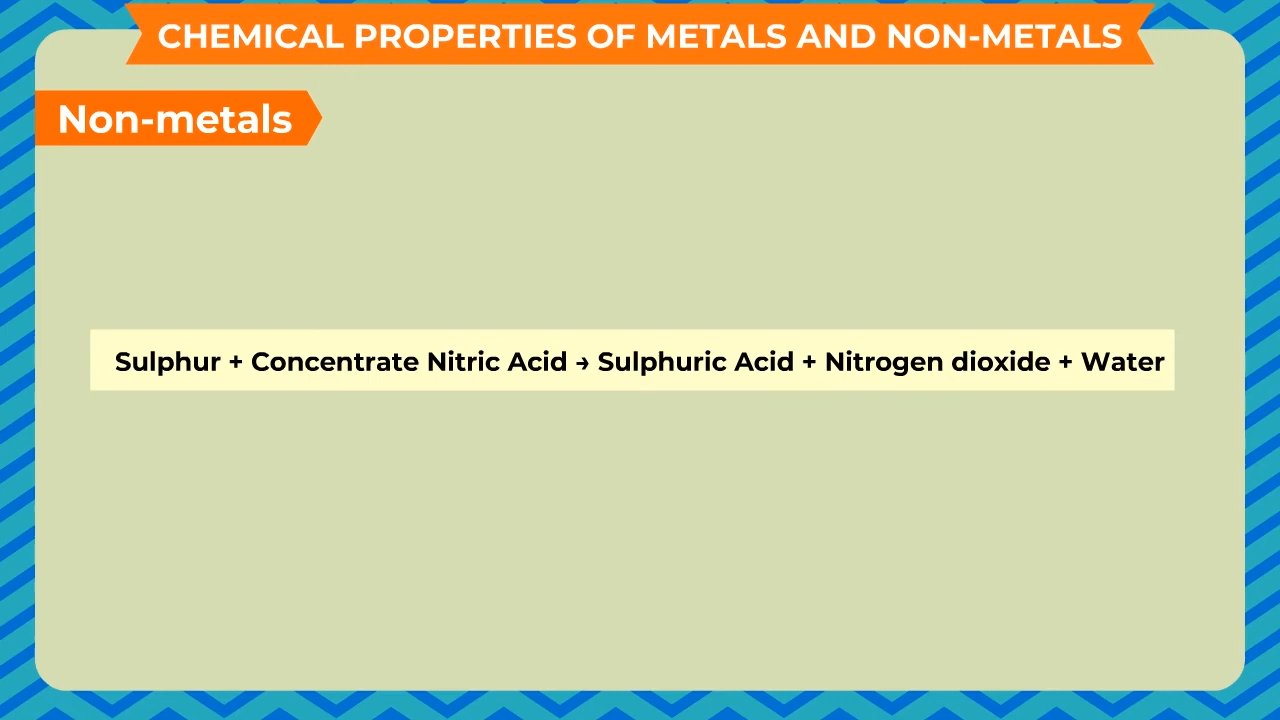 CHEMICAL PROPERTIES OF METALS AND NON-METALS
Non-metals
Sulphur + Concentrate Nitric Acid → Sulphuric Acid + Nitrogen dioxide + Water